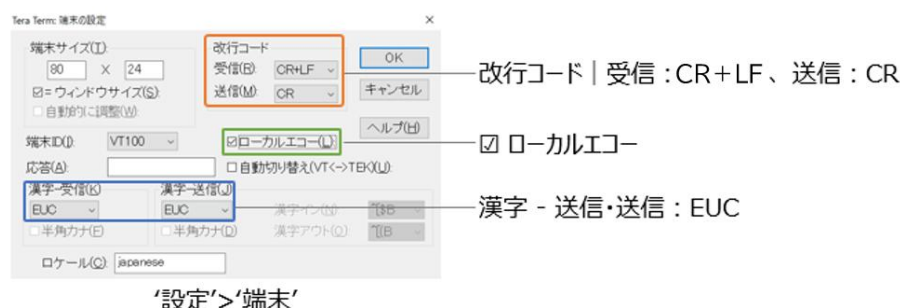 Tera Term: 端末の設定
端末サイズ(T):
80 X 24
☑=ウィンドウサイズ(S):
□自動的に調整(W):
改行コード
受信(R): CR+LF
送信(M): CR
OK
キャンセル
ヘルプ(H)
端末ID(I): VT100
☑ローカルエコー(L):
応答(A):
□自動切り替え(VT<->TEK)(U):
漢字-受信(K)
EUC
□半角カナ(F)
漢字-送信(J)
EUC
□半角カナ(D)
漢字イン(N): ^[$B
漢字アウト(O): ^[(B
ロケール(C): japanese
改行コード｜受信：CR＋LF、送信：CR
☑ ローカルエコー
漢字 - 送信・送信：EUC
‘設定’>‘端末’